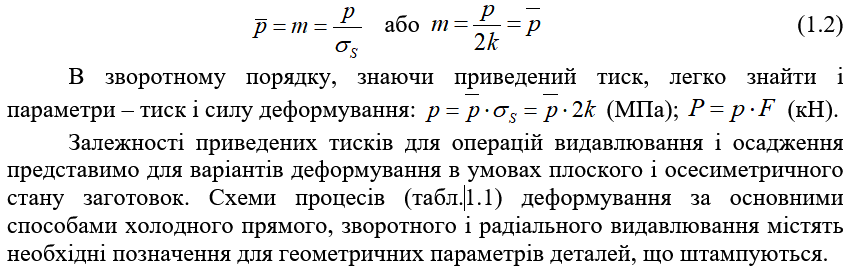 p̅ = m = p/σ_S або m = p/2k = p̅ (1.2)
В зворотному порядку, знаючи приведений тиск, легко знайти і
параметри – тиск і силу деформування: p = p̅ · σ_S = p̅ · 2k (МПа); P = p · F (кН).
Залежності приведених тисків для операцій видавлювання і осадження
представимо для варіантів деформування в умовах плоского і осесиметричного
стану заготовок. Схеми процесів (табл.1.1) деформування за основними
способами холодного прямого, зворотного і радіального видавлювання містять
необхідні позначення для геометричних параметрів деталей, що штампуються.